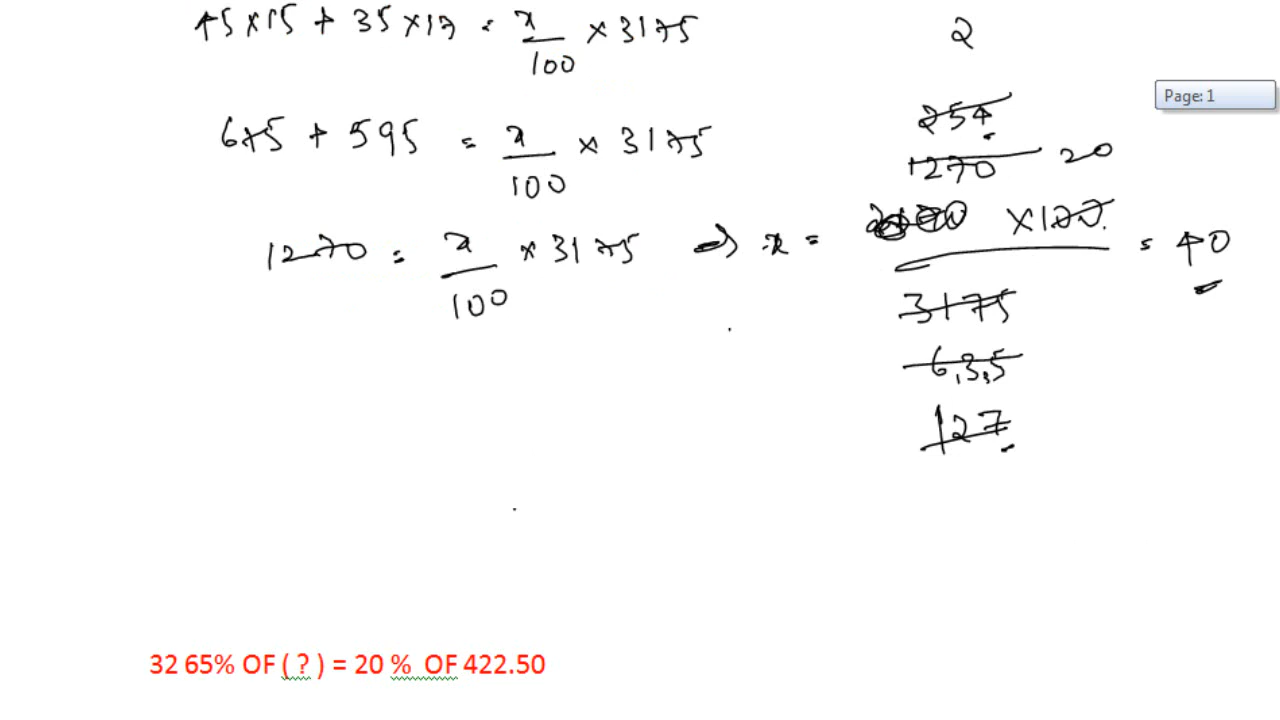 45 × 15 + 35 × 17 = x/100 × 3175
2
Page: 1
254
675 + 595 = x/100 × 3175
1270 20
1270 = x/100 × 3175 ⇒ x = × 100 = 40
3175
635
127
32 65% OF ( ? ) = 20 % OF 422.50